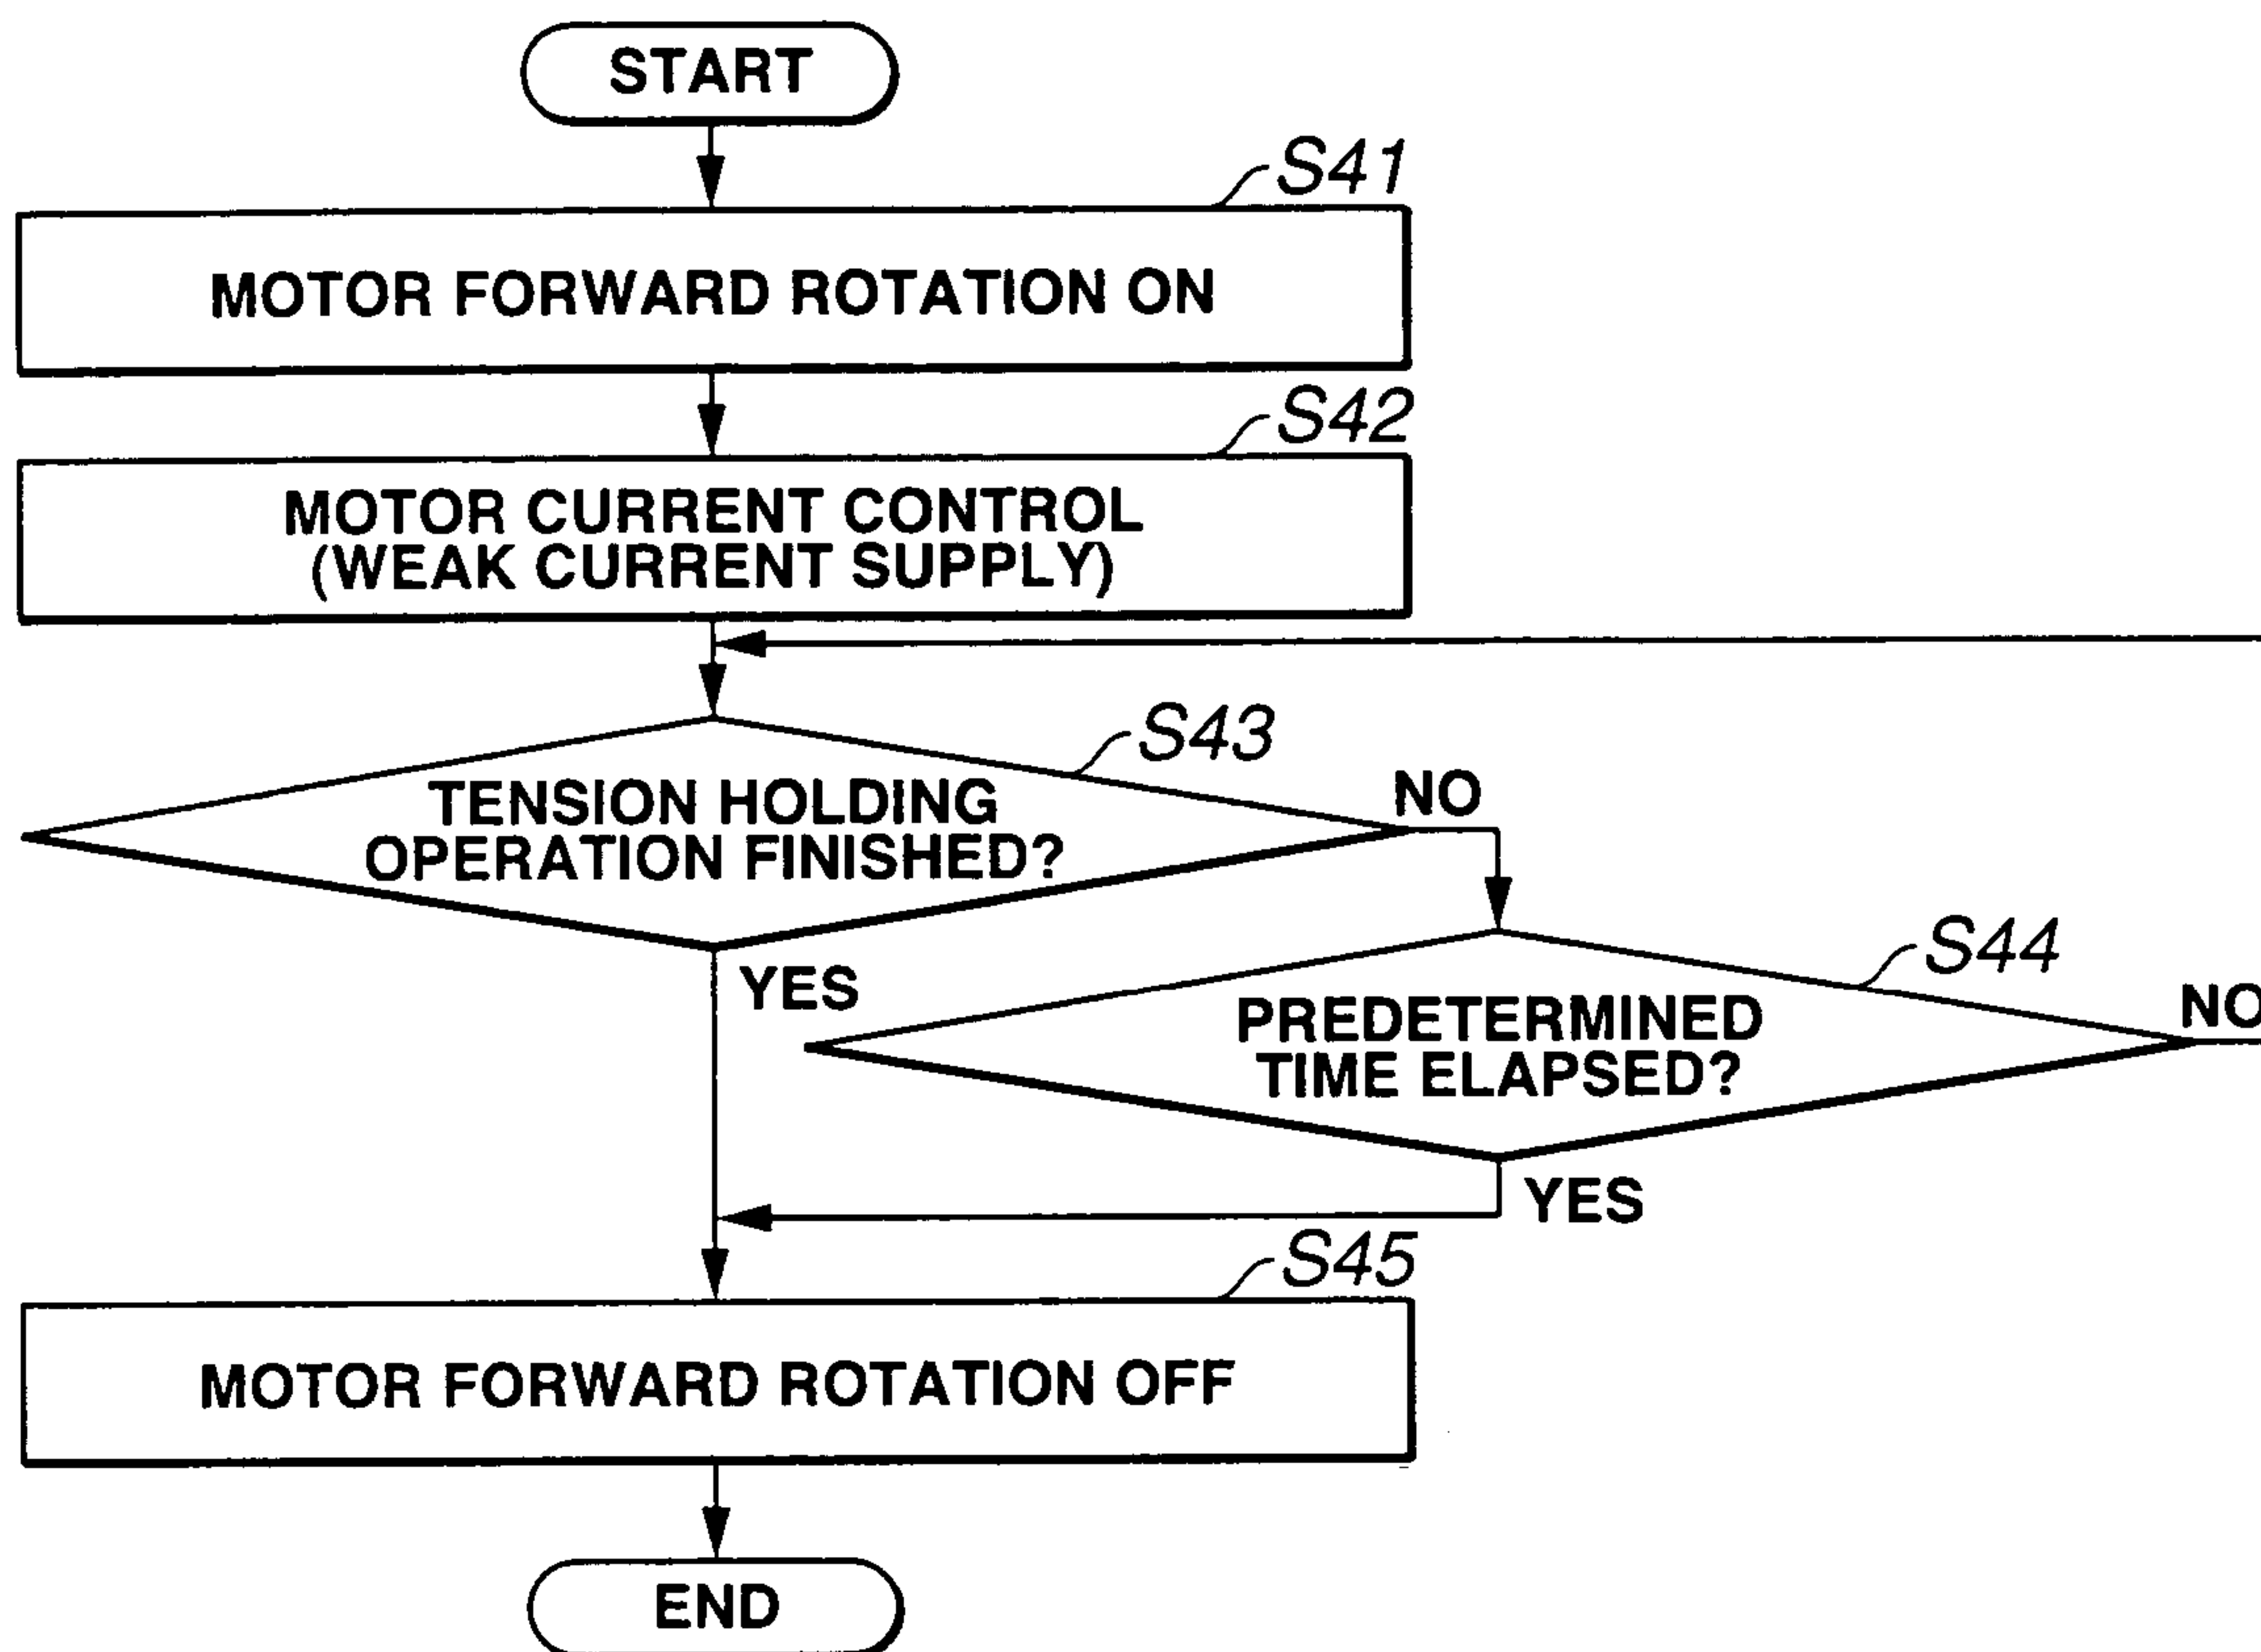 START
S41
MOTOR FORWARD ROTATION ON
S42
MOTOR CURRENT CONTROL
(WEAK CURRENT SUPPLY)
S43
TENSION HOLDING
OPERATION FINISHED?
NO
YES
S44
PREDETERMINED
TIME ELAPSED?
NO
YES
S45
MOTOR FORWARD ROTATION OFF
END